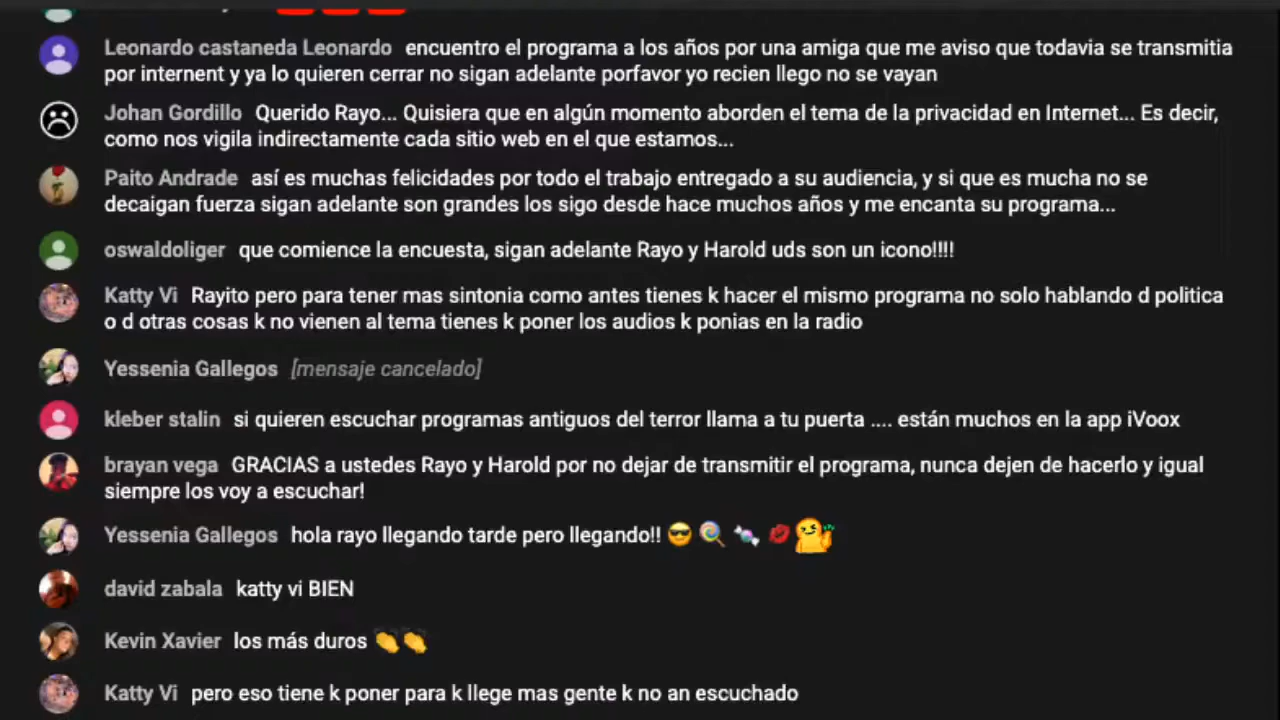 Leonardo castaneda Leonardo encuentro el programa a los años por una amiga que me aviso que todavia se transmitia
por internent y ya lo quieren cerrar no sigan adelante porfavor yo recien llego no se vayan
Johan Gordillo Querido Rayo... Quisiera que en algún momento aborden el tema de la privacidad en Internet... Es decir,
como nos vigila indirectamente cada sitio web en el que estamos...
Paito Andrade así es muchas felicidades por todo el trabajo entregado a su audiencia, y si que es mucha no se
decaigan fuerza sigan adelante son grandes los sigo desde hace muchos años y me encanta su programa...
oswaldoliger que comience la encuesta, sigan adelante Rayo y Harold uds son un icono!!!!
Katty Vi Rayito pero para tener mas sintonia como antes tienes k hacer el mismo programa no solo hablando d politica
o d otras cosas k no vienen al tema tienes k poner los audios k ponias en la radio
Yessenia Gallegos [mensaje cancelado]
kleber stalin si quieren escuchar programas antiguos del terror llama a tu puerta .... están muchos en la app iVoox
brayan vega GRACIAS a ustedes Rayo y Harold por no dejar de transmitir el programa, nunca dejen de hacerlo y igual
siempre los voy a escuchar!
Yessenia Gallegos hola rayo llegando tarde pero llegando!! 😎🍭🍬💋
david zabala katty vi BIEN
Kevin Xavier los más duros 👏👏
Katty Vi pero eso tiene k poner para k llege mas gente k no an escuchado